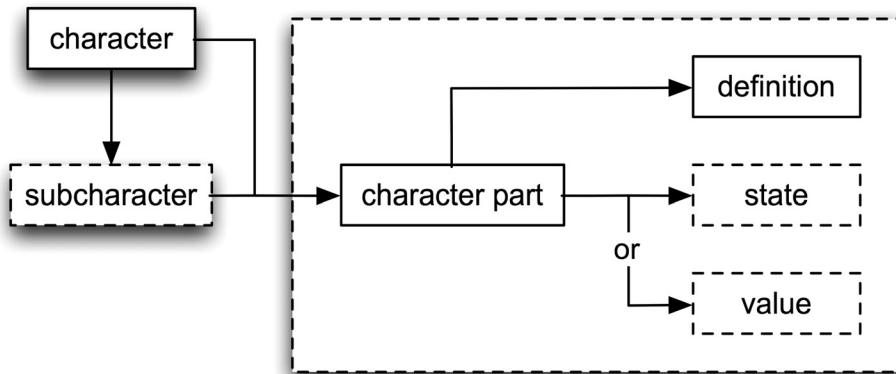 character
definition
subcharacter
character part
state
or
value